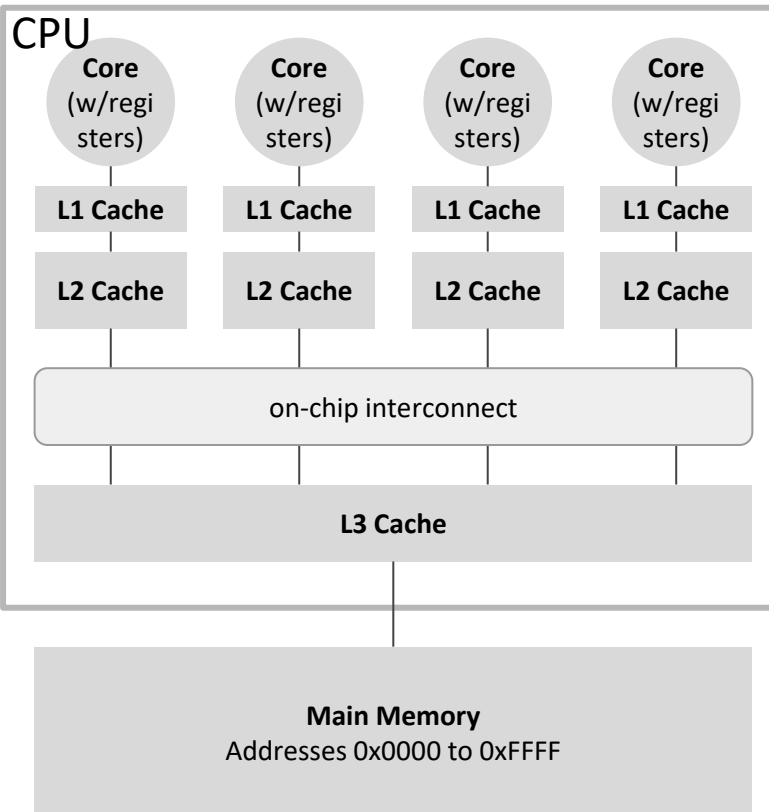 CPU
Core
(w/regi
sters)
Core
(w/regi
sters)
Core
(w/regi
sters)
Core
(w/regi
sters)
L1 Cache
L1 Cache
L1 Cache
L1 Cache
L2 Cache
L2 Cache
L2 Cache
L2 Cache
on-chip interconnect
L3 Cache
Main Memory
Addresses 0x0000 to 0xFFFF